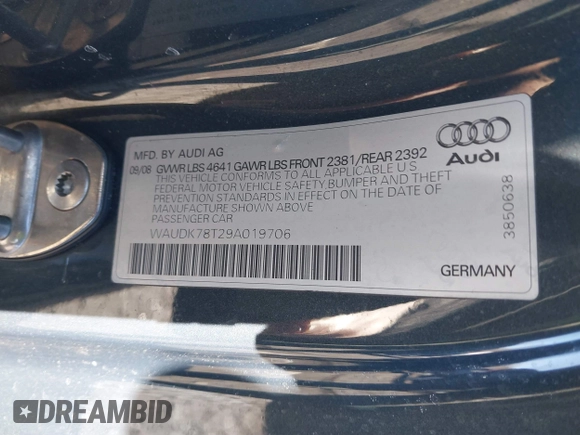 MFD. BY AUDI AG
09/08 GVWR LBS 4641 GAWR LBS FRONT 2381/REAR 2392
THIS VEHICLE CONFORMS TO ALL APPLICABLE U S
FEDERAL MOTOR VEHICLE SAFETY, BUMPER AND THEFT
PREVENTION STANDARDS IN EFFECT ON THE DATE OF
MANUFACTURE SHOWN ABOVE
PASSENGER CAR
WAUDK78T29A019706
Audi
3850638
GERMANY
DREAMBID